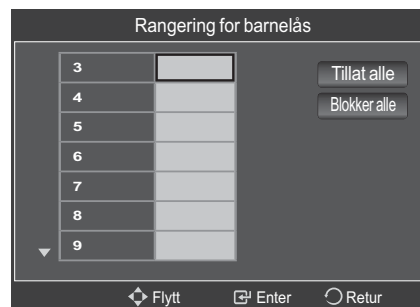 Rangering for barnelås
3
4
5
6
7
8
9
Tillat alle
Blokker alle
Flytt Enter Retur